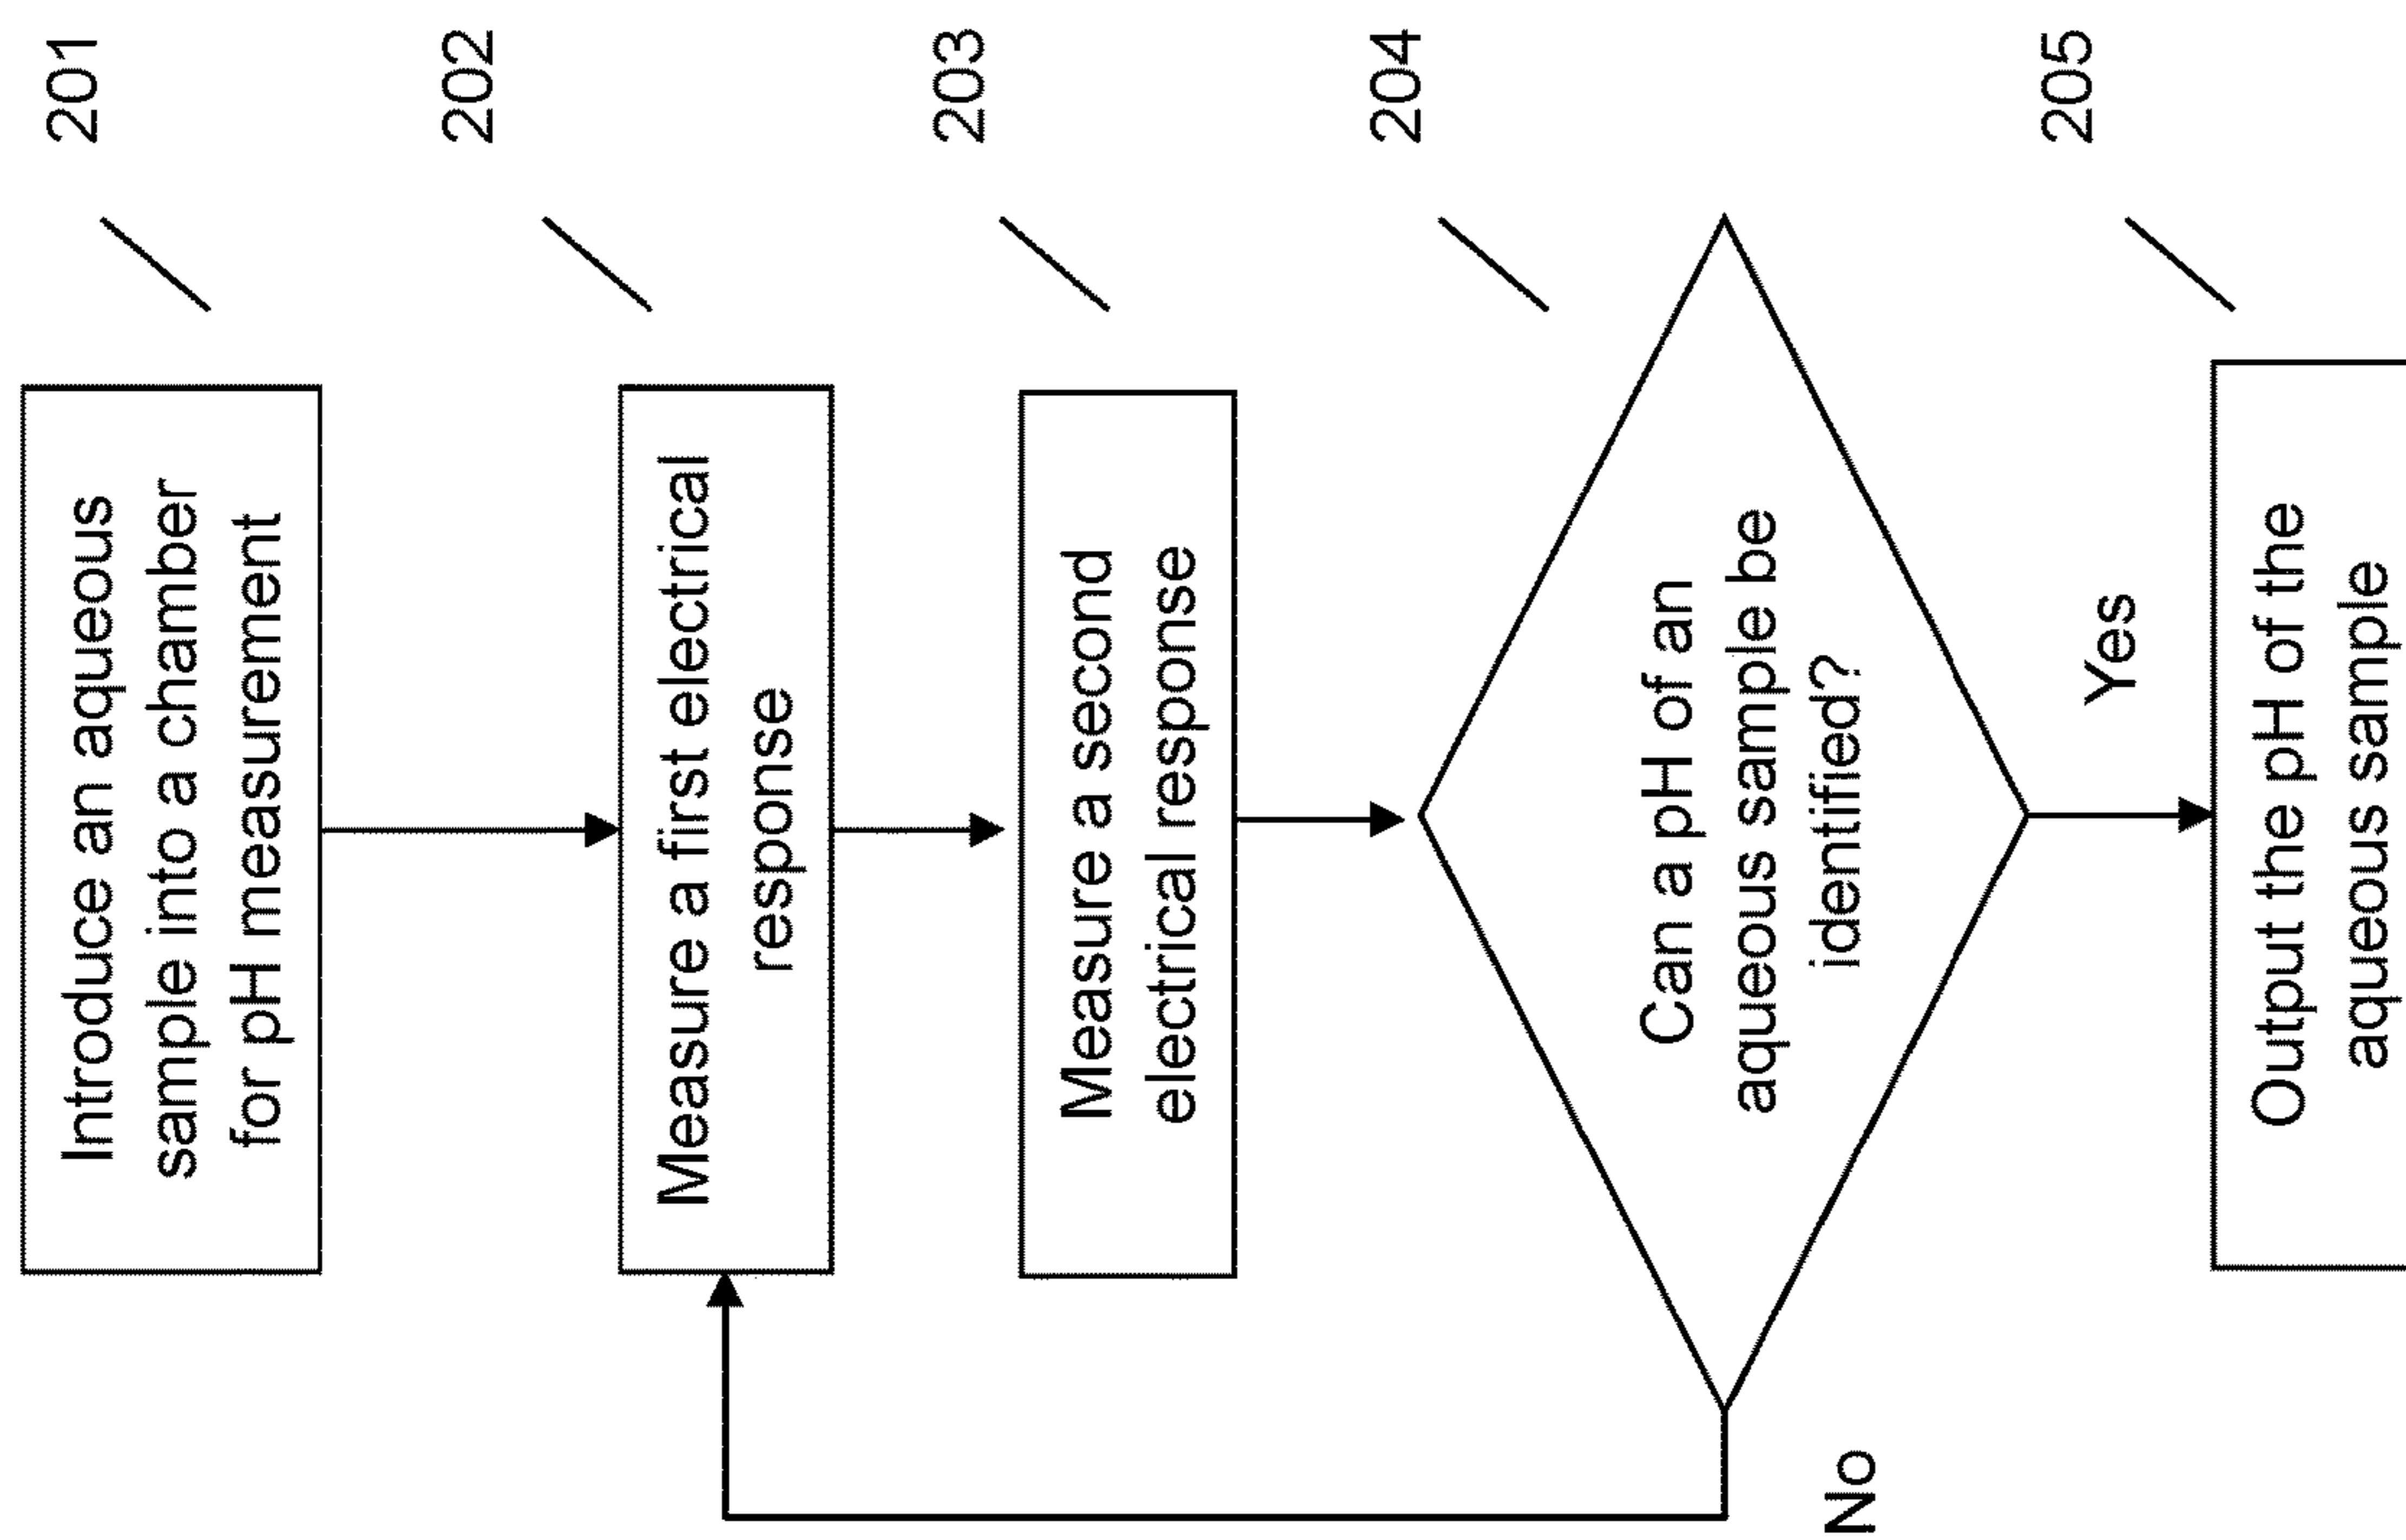 Introduce an aqueous
sample into a chamber
for pH measurement
201
Measure a first electrical
response
202
Measure a second
electrical response
203
Can a pH of an
aqueous sample be
identified?
204
No
Yes
Output the pH of the
aqueous sample
205